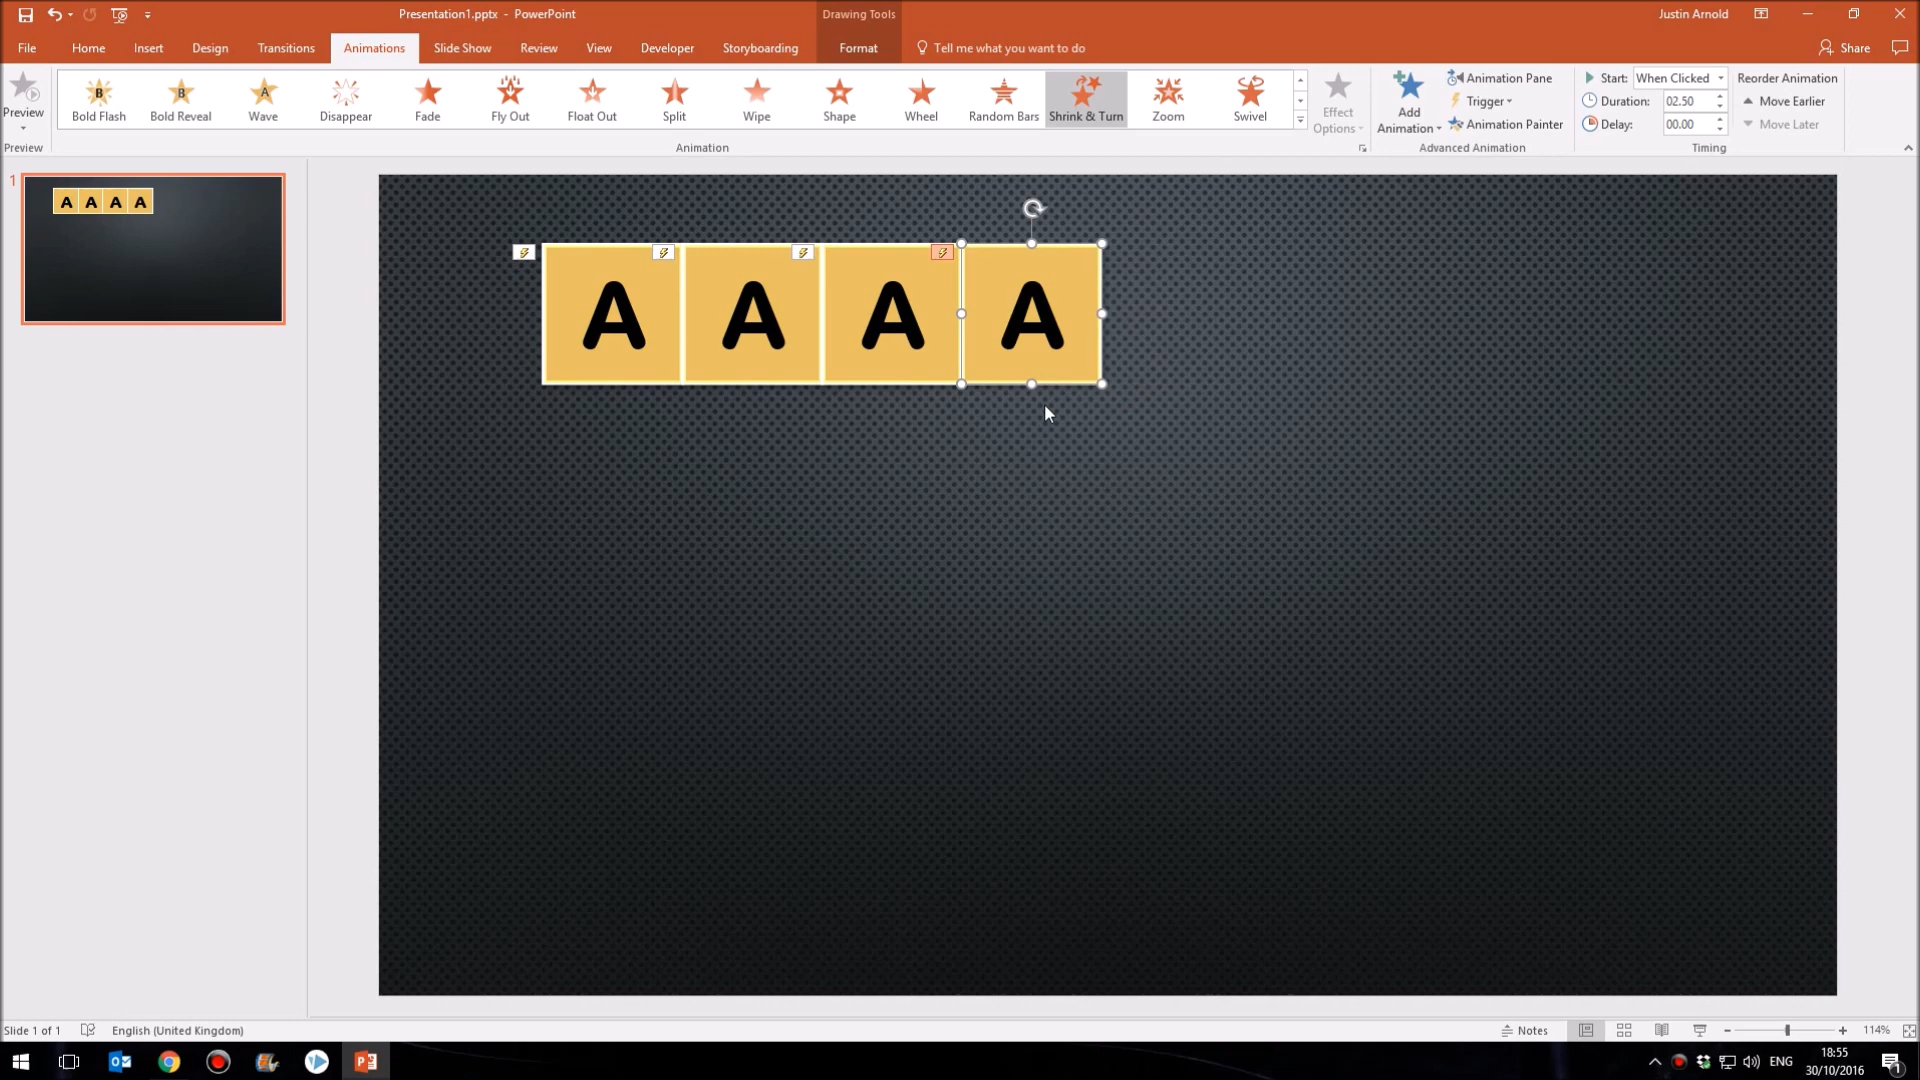 Presentation1.pptx - PowerPoint
Drawing Tools
Justin Arnold
File Home Insert Design Transitions Animations Slide Show Review View Developer Storyboarding Format Tell me what you want to do Share
Preview
Bold Flash Bold Reveal Wave Disappear Fade Fly Out Float Out Split Wipe Shape Wheel Random Bars Shrink & Turn Zoom Swivel
Effect Options
Add Animation
Animation Pane
Trigger
Animation Painter
Start: When Clicked
Duration: 02.50
Delay: 00.00
Reorder Animation
Move Earlier
Move Later
Preview Animation Advanced Animation Timing
1
A A A A
A A A A
Slide 1 of 1 English (United Kingdom) Notes 114%
ENG
18:55
30/10/2016
1